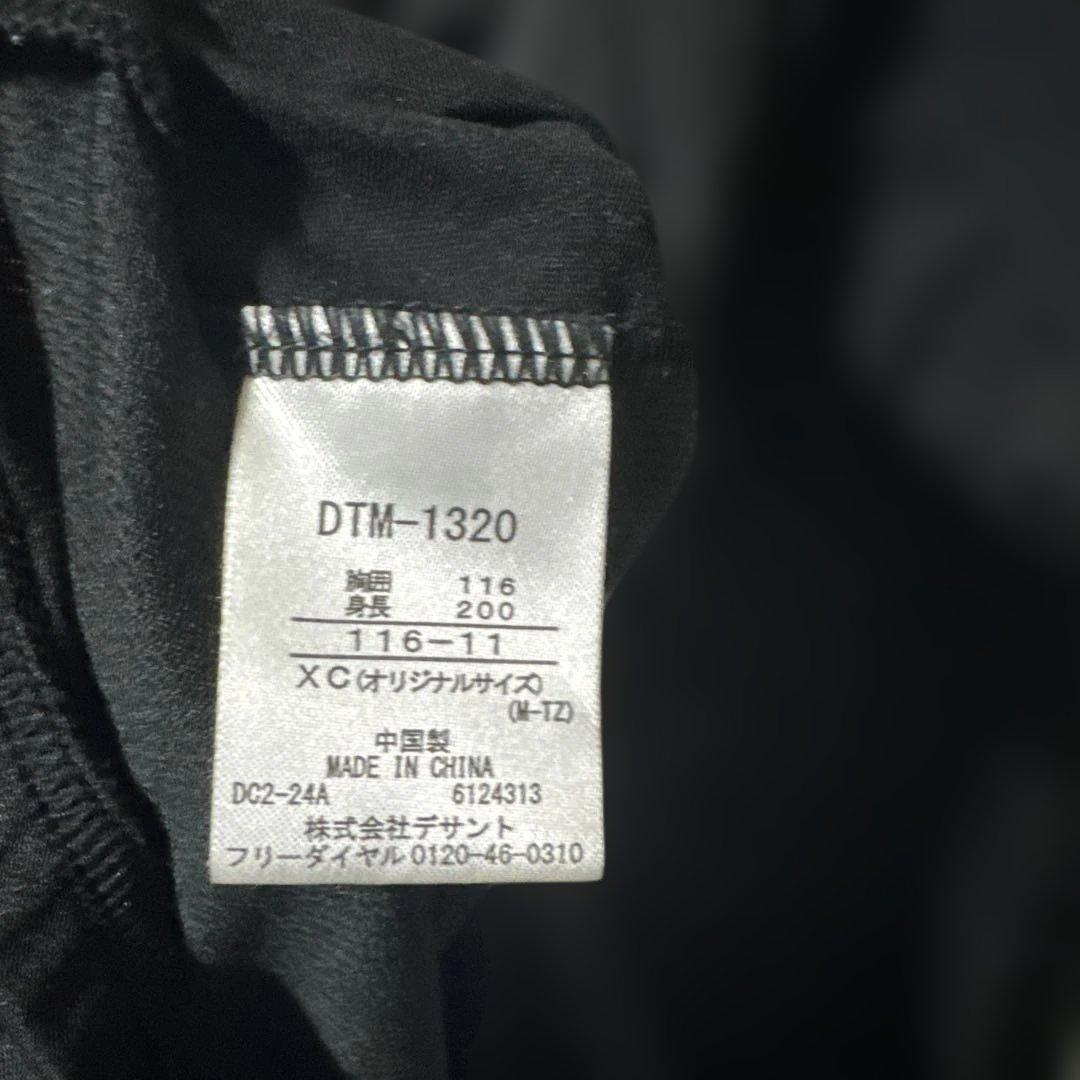 DTM-1320
胸囲 116
身長 200
116-11
XC(オリジナルサイズ)
(M-TZ)
中国製
MADE IN CHINA
DC2-24A 6124313
株式会社デサント
フリーダイヤル 0120-46-0310